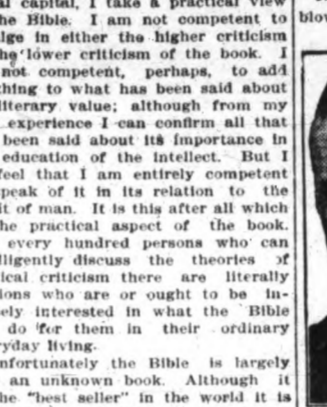 al capital, I take a practical view
he Bible. I am not competent to
lge in either the higher criticism
he lower criticism of the book. I
not competent, perhaps, to add
thing to what has been said about
literary value; although from my
experience I can confirm all that
been said about its importance in
education of the intellect. But I
feel that I am entirely competent
peak of it in its relation to the
it of man. It is this after all which
he practical aspect of the book.
every hundred persons who can
lligently discuss the theories of
ical criticism there are literally
ions who are or ought to be in-
ely interested in what the Bible
do for them in their ordinary
ryday living.
nfortunately the Bible is largely
an unknown book. Although it
he "best seller" in the world it is
blow